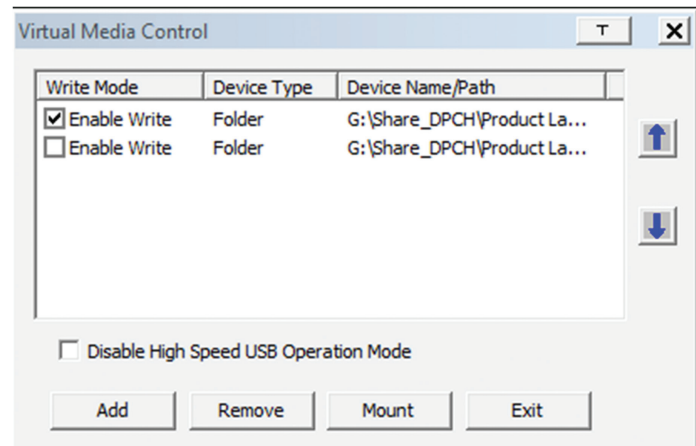 Virtual Media Control T X
Write Mode Device Type Device Name/Path
Enable Write Folder G:\Share_DPCH\Product La...
Enable Write Folder G:\Share_DPCH\Product La...
Disable High Speed USB Operation Mode
Add Remove Mount Exit